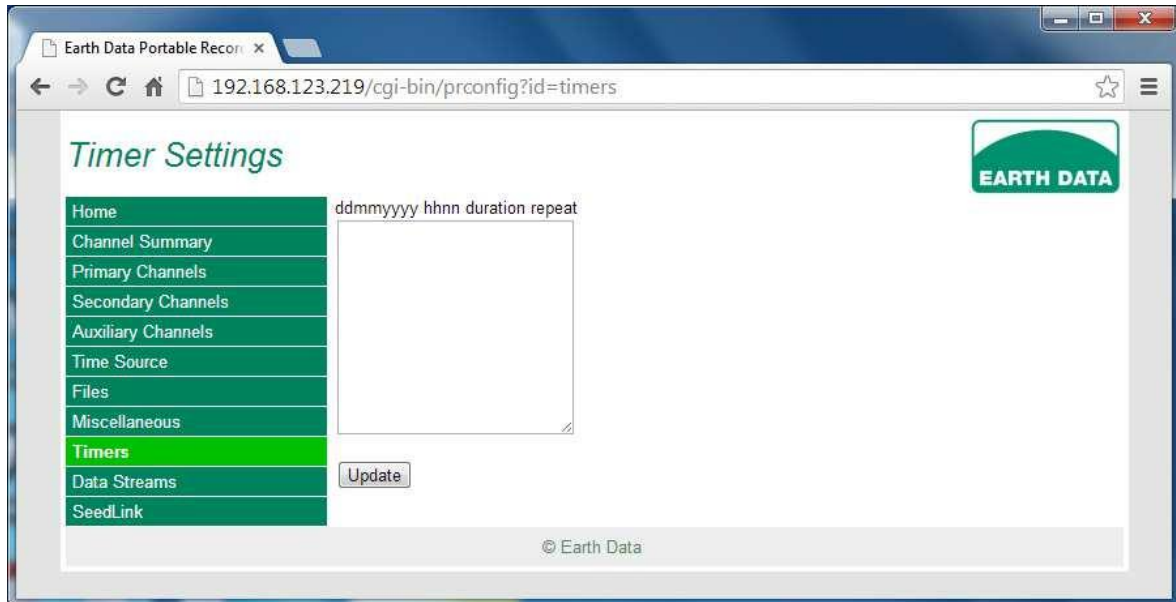 Earth Data Portable Recor
192.168.123.219/cgi-bin/prconfig?id=timers
Timer Settings
EARTH DATA
Home
Channel Summary
Primary Channels
Secondary Channels
Auxiliary Channels
Time Source
Files
Miscellaneous
Timers
Data Streams
SeedLink
ddmmyyyy hhnn duration repeat
Update
© Earth Data